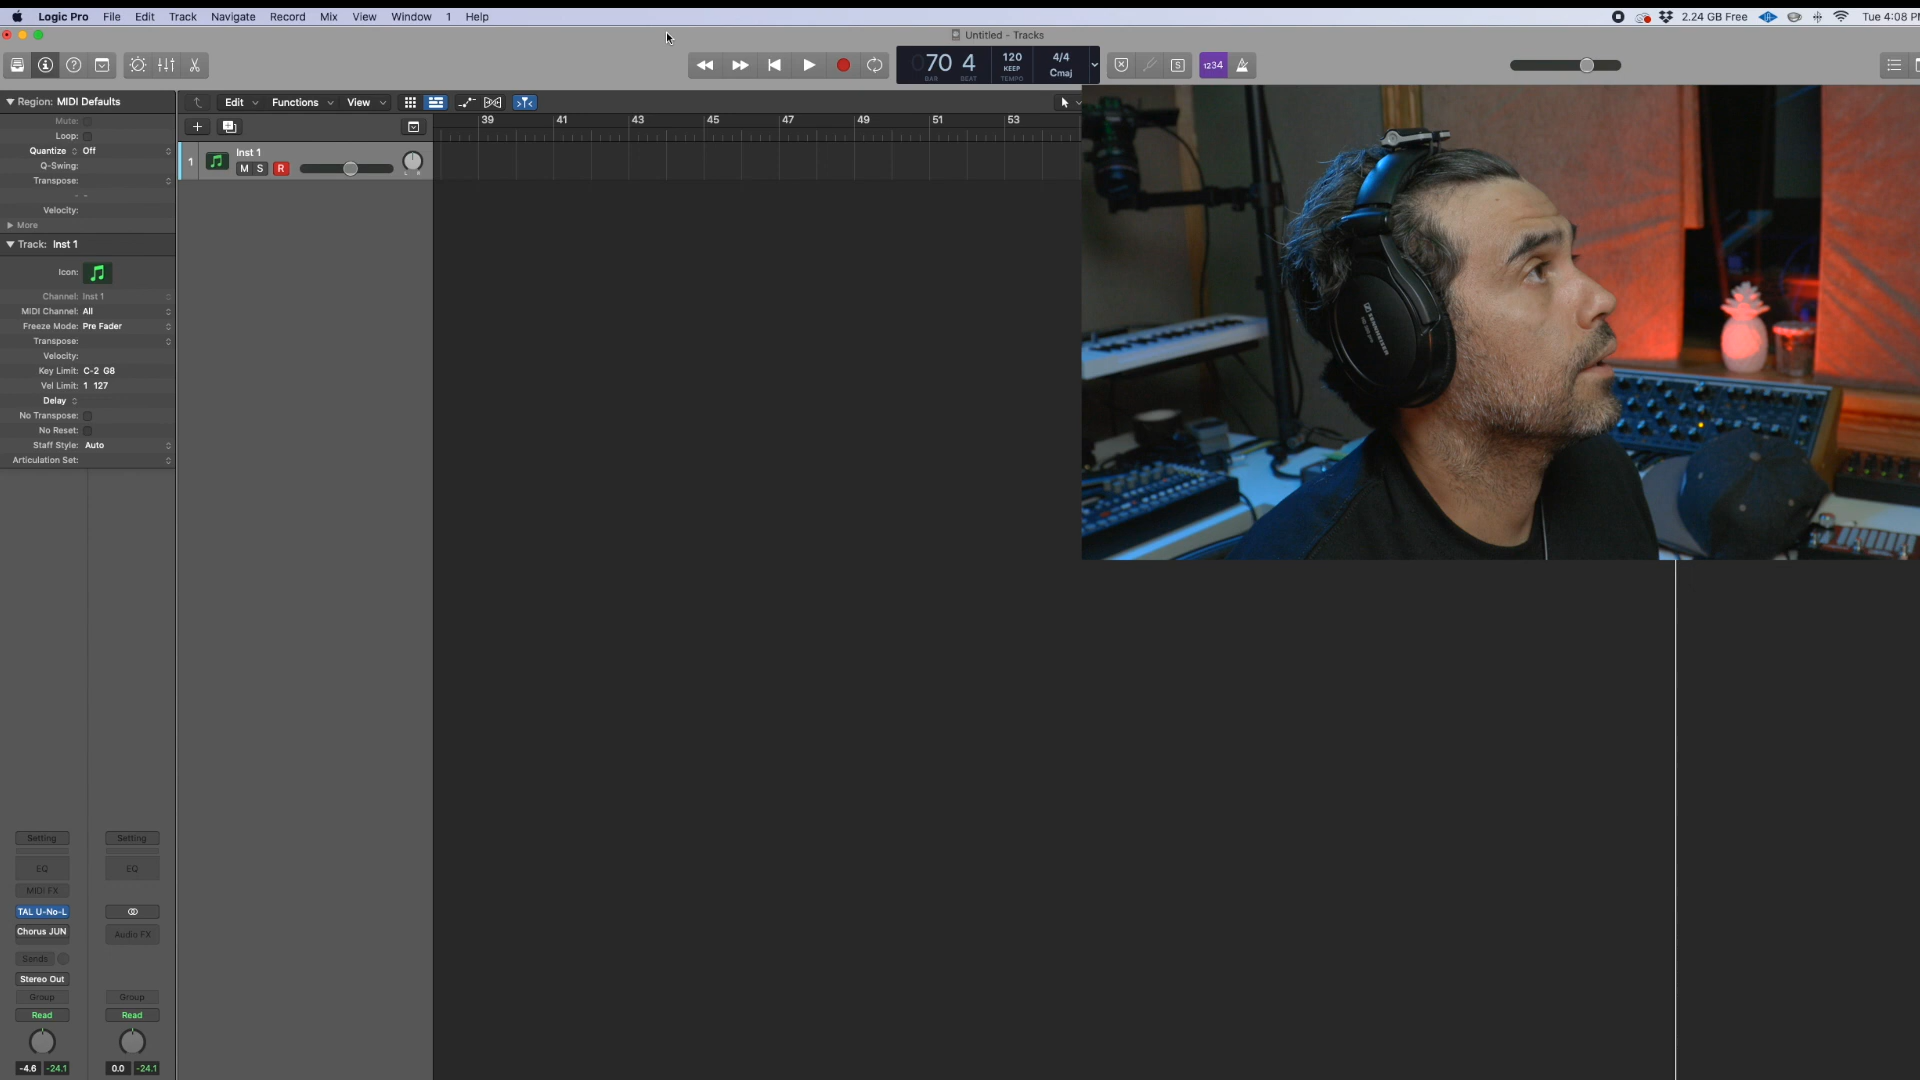 Logic Pro File Edit Track Navigate Record Mix View Window 1 Help
2.24 GB Free Tue 4:08 PM
Untitled - Tracks
70 4 120 4/4
KEEP Cmaj
BAR BEAT TEMPO
S 1234
Region: MIDI Defaults Edit Functions View
Mute:
Loop:
39 41 43 45 47 49 51 53
Quantize Off
Q-Swing:
Transpose:
Velocity:
More
1 Inst 1
M S R
Track: Inst 1
Icon:
Channel: Inst 1
MIDI Channel: All
Freeze Mode: Pre Fader
Transpose:
Velocity:
Key Limit: C-2 G8
Vel Limit: 1 127
Delay
No Transpose:
No Reset:
Staff Style: Auto
Articulation Set:
SENNHEISER
Setting Setting
EQ EQ
MIDI FX
TAL U-No-L
Chorus JUN Audio FX
Sends
Stereo Out
Group Group
Read Read
-4.6 -24.1 0.0 -24.1